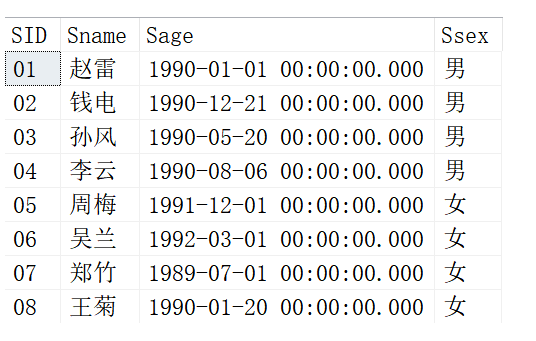 SID Sname Sage Ssex
01 赵雷 1990-01-01 00:00:00.000 男
02 钱电 1990-12-21 00:00:00.000 男
03 孙风 1990-05-20 00:00:00.000 男
04 李云 1990-08-06 00:00:00.000 男
05 周梅 1991-12-01 00:00:00.000 女
06 吴兰 1992-03-01 00:00:00.000 女
07 郑竹 1989-07-01 00:00:00.000 女
08 王菊 1990-01-20 00:00:00.000 女